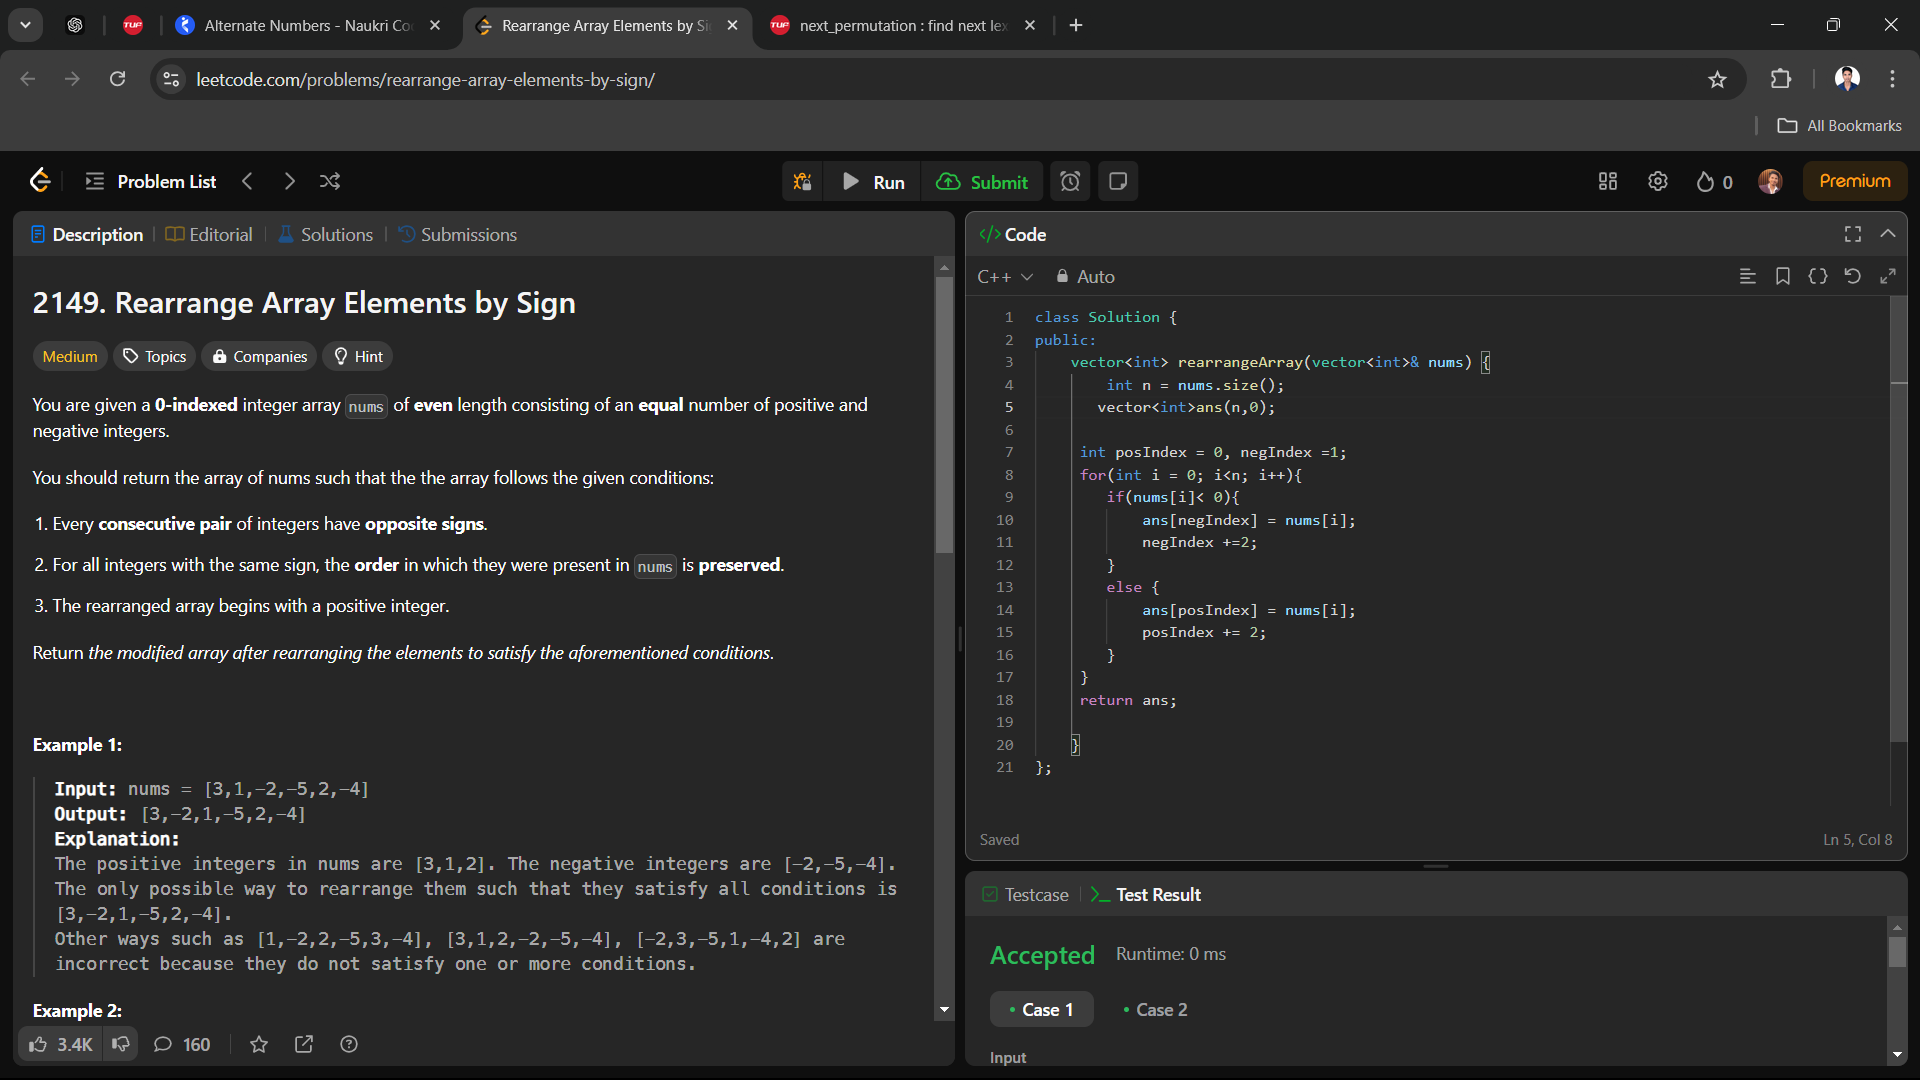 Alternate Numbers - Naukri Co
Rearrange Array Elements by Si
next_permutation : find next lex
leetcode.com/problems/rearrange-array-elements-by-sign/
All Bookmarks
Problem List
Run
Submit
0
Premium
Description
Editorial
Solutions
Submissions
2149. Rearrange Array Elements by Sign
Medium
Topics
Companies
Hint
You are given a 0-indexed integer array nums of even length consisting of an equal number of positive and
negative integers.
You should return the array of nums such that the the array follows the given conditions:
1. Every consecutive pair of integers have opposite signs.
2. For all integers with the same sign, the order in which they were present in nums is preserved.
3. The rearranged array begins with a positive integer.
Return the modified array after rearranging the elements to satisfy the aforementioned conditions.
Example 1:
Input: nums = [3,1,-2,-5,2,-4]
Output: [3,-2,1,-5,2,-4]
Explanation:
The positive integers in nums are [3,1,2]. The negative integers are [-2,-5,-4].
The only possible way to rearrange them such that they satisfy all conditions is
[3,-2,1,-5,2,-4].
Other ways such as [1,-2,2,-5,3,-4], [3,1,2,-2,-5,-4], [-2,3,-5,1,-4,2] are
incorrect because they do not satisfy one or more conditions.
Example 2:
3.4K
160
</> Code
C++
Auto
1 class Solution {
2 public:
3 vector<int> rearrangeArray(vector<int>& nums) {
4 int n = nums.size();
5 vector<int>ans(n,0);
6
7 int posIndex = 0, negIndex =1;
8 for(int i = 0; i<n; i++){
9 if(nums[i]< 0){
10 ans[negIndex] = nums[i];
11 negIndex +=2;
12 }
13 else {
14 ans[posIndex] = nums[i];
15 posIndex += 2;
16 }
17 }
18 return ans;
19
20 }
21 };
Saved
Ln 5, Col 8
Testcase
Test Result
Accepted
Runtime: 0 ms
Case 1
Case 2
Input